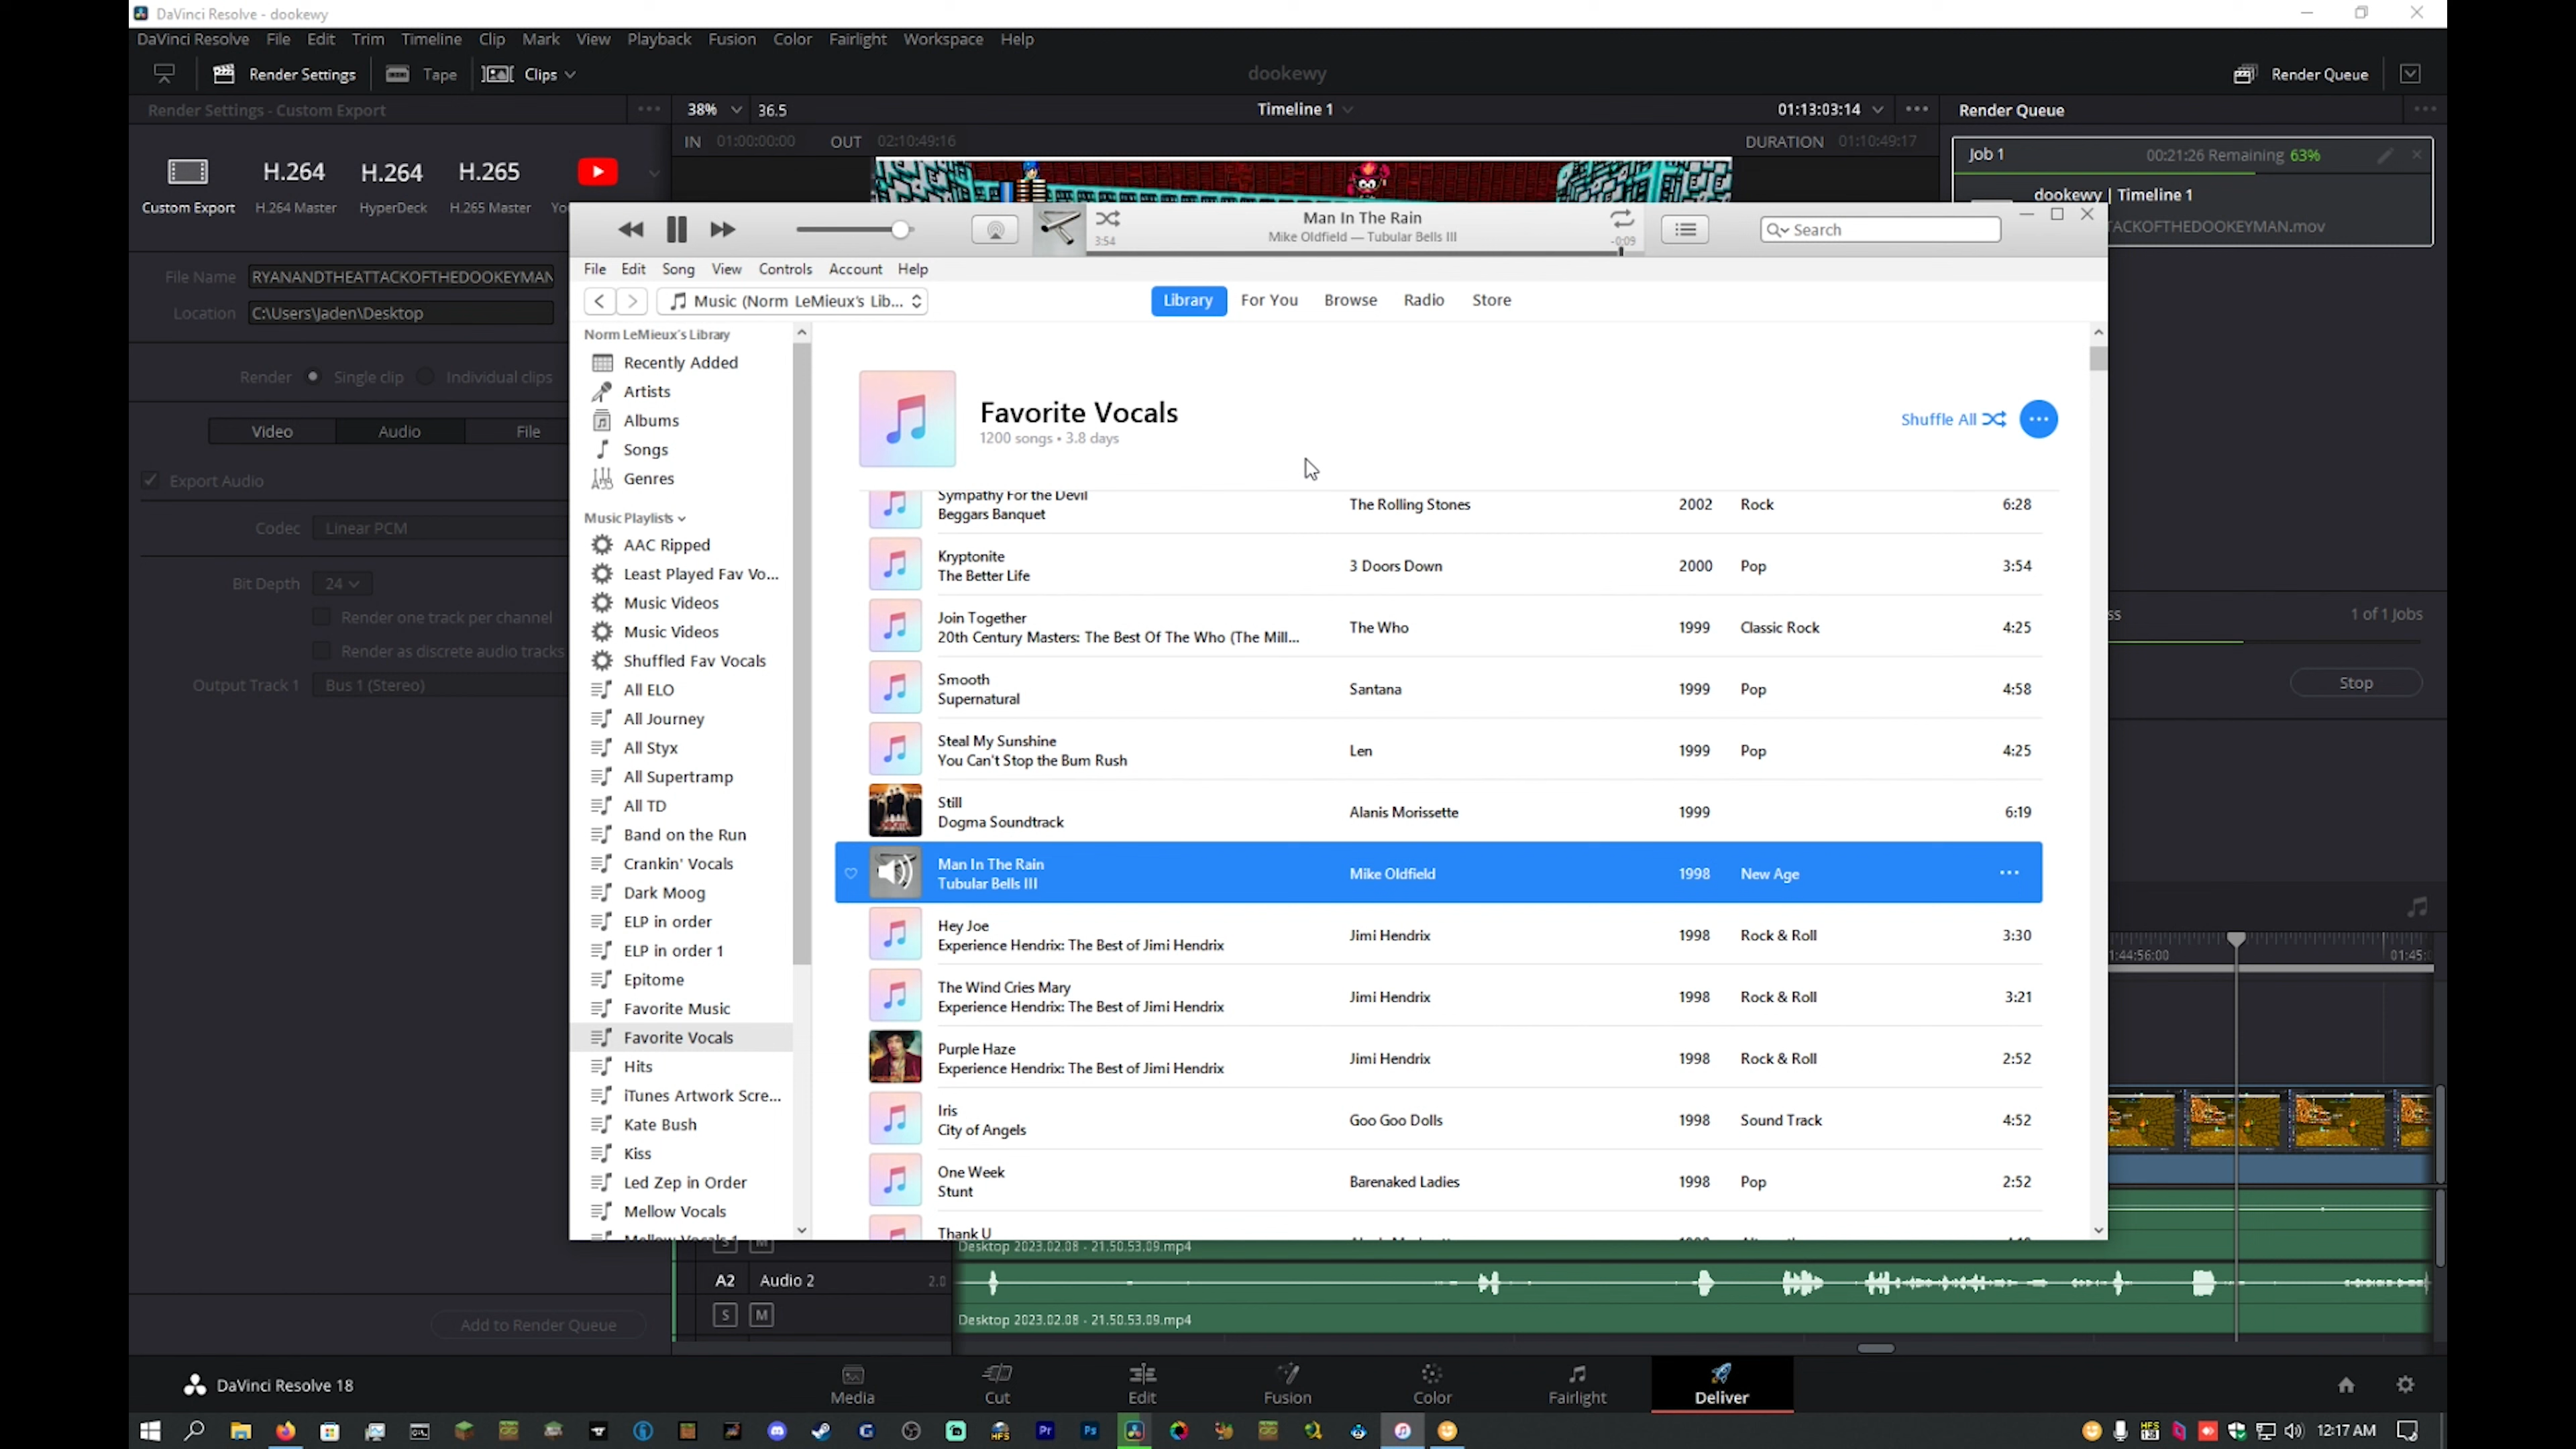 DaVinci Resolve - dookewy
DaVinci Resolve File Edit Trim Timeline Clip Mark View Playback Fusion Color Fairlight Workspace Help
Render Settings Tape Clips dookewy Render Queue
Render Settings - Custom Export 38% 36.5 Timeline 1 01:13:03:14 Render Queue
IN 01:00:00:00 OUT 02:10:49:16 DURATION 01:10:49:17
H.264 H.264 H.265
Custom Export H.264 Master HyperDeck H.265 Master
Job 1 00:21:26 Remaining 63%
dookewy | Timeline 1
TACKOFTHEDOOKEYMAN.mov
File Name RYANANDTHEATTACKOFTHEDOOKEYMAN
Location C:\Users\Jaden\Desktop
Render Single clip Individual clips
Video Audio File
Export Audio
Codec Linear PCM
Bit Depth 24
Render one track per channel
Render as discrete audio tracks
Output Track 1 Bus 1 (Stereo)
Add to Render Queue
Man In The Rain
Mike Oldfield — Tubular Bells III
3:54 -0:09
Search
File Edit Song View Controls Account Help
Music (Norm LeMieux's Lib... Library For You Browse Radio Store
Norm LeMieux's Library
Recently Added
Artists
Albums
Songs
Genres
Music Playlists
AAC Ripped
Least Played Fav Vo...
Music Videos
Music Videos
Shuffled Fav Vocals
All ELO
All Journey
All Styx
All Supertramp
All TD
Band on the Run
Crankin' Vocals
Dark Moog
ELP in order
ELP in order 1
Epitome
Favorite Music
Favorite Vocals
Hits
iTunes Artwork Scre...
Kate Bush
Kiss
Led Zep in Order
Mellow Vocals
Mellow Vocals 1
Favorite Vocals
1200 songs • 3.8 days
Shuffle All
Sympathy For the Devil
Beggars Banquet The Rolling Stones 2002 Rock 6:28
Kryptonite
The Better Life 3 Doors Down 2000 Pop 3:54
Join Together
20th Century Masters: The Best Of The Who (The Mill... The Who 1999 Classic Rock 4:25
Smooth
Supernatural Santana 1999 Pop 4:58
Steal My Sunshine
You Can't Stop the Bum Rush Len 1999 Pop 4:25
Still
Dogma Soundtrack Alanis Morissette 1999 6:19
Man In The Rain
Tubular Bells III Mike Oldfield 1998 New Age
Hey Joe
Experience Hendrix: The Best of Jimi Hendrix Jimi Hendrix 1998 Rock & Roll 3:30
The Wind Cries Mary
Experience Hendrix: The Best of Jimi Hendrix Jimi Hendrix 1998 Rock & Roll 3:21
Purple Haze
Experience Hendrix: The Best of Jimi Hendrix Jimi Hendrix 1998 Rock & Roll 2:52
Iris
City of Angels Goo Goo Dolls 1998 Sound Track 4:52
One Week
Stunt Barenaked Ladies 1998 Pop 2:52
Thank U
ss 1 of 1 Jobs
Stop
:44:56:00 01:45:
S M Desktop 2023.02.08 - 21.50.53.09.mp4
A2 Audio 2 2.0
S M Desktop 2023.02.08 - 21.50.53.09.mp4
DaVinci Resolve 18 Media Cut Edit Fusion Color Fairlight Deliver
Pr Ps 12:17 AM